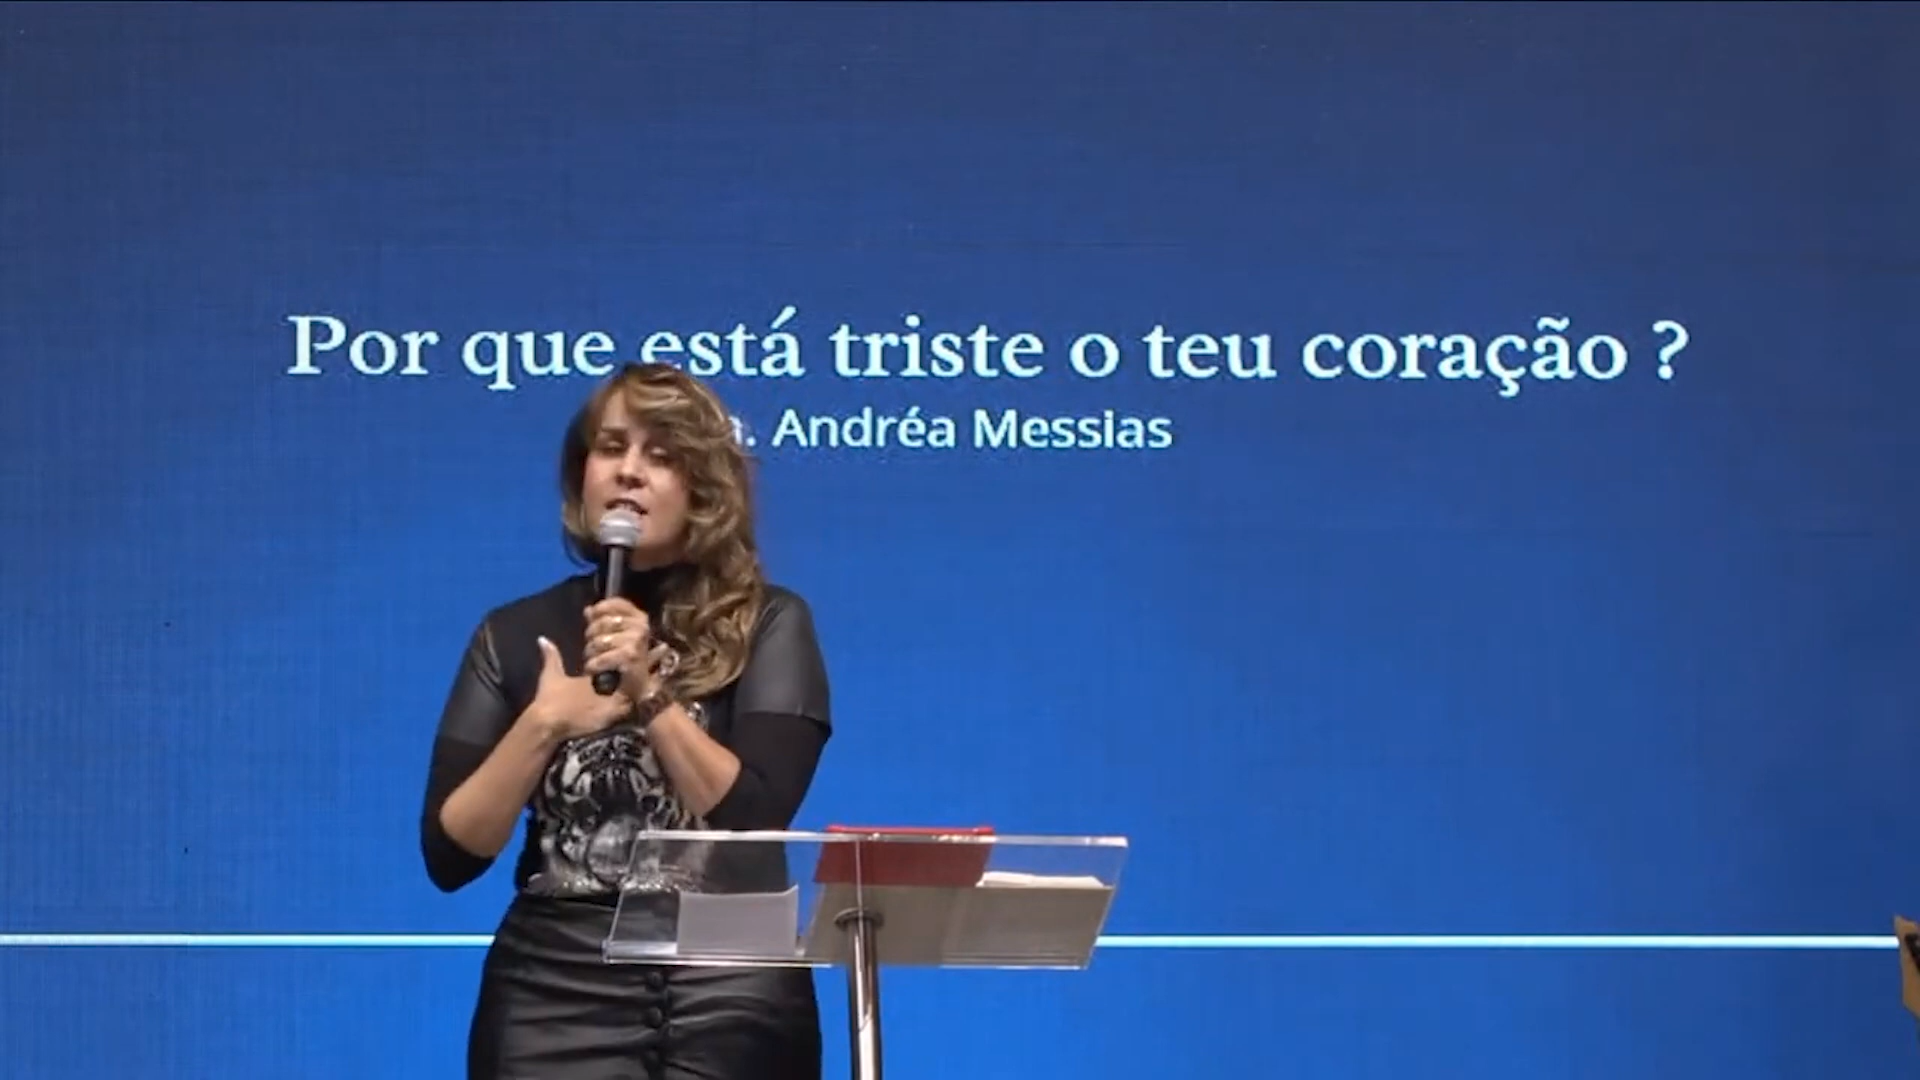 Por que está triste o teu coração ?
Andréa Messias